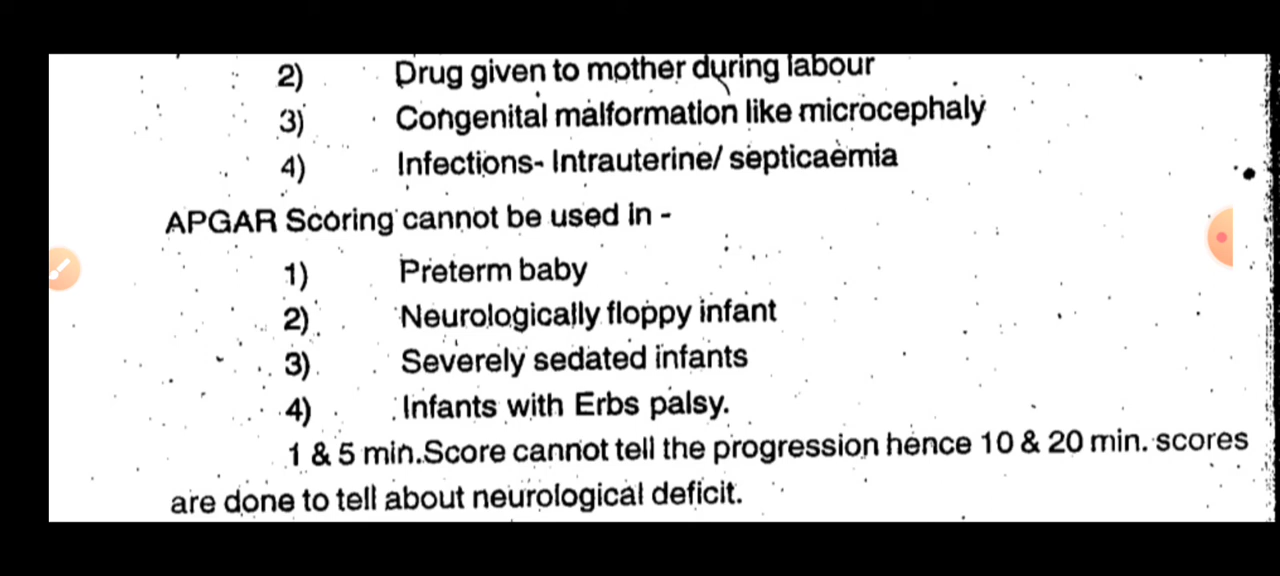 2) Drug given to mother during labour
3) Congenital malformation like microcephaly
4) Infections- Intrauterine/ septicaemia
APGAR Scoring cannot be used in -
1) Preterm baby
2) Neurologically floppy infant
3) Severely sedated infants
4) Infants with Erbs palsy.
1 & 5 min.Score cannot tell the progression hence 10 & 20 min. scores
are done to tell about neurological deficit.